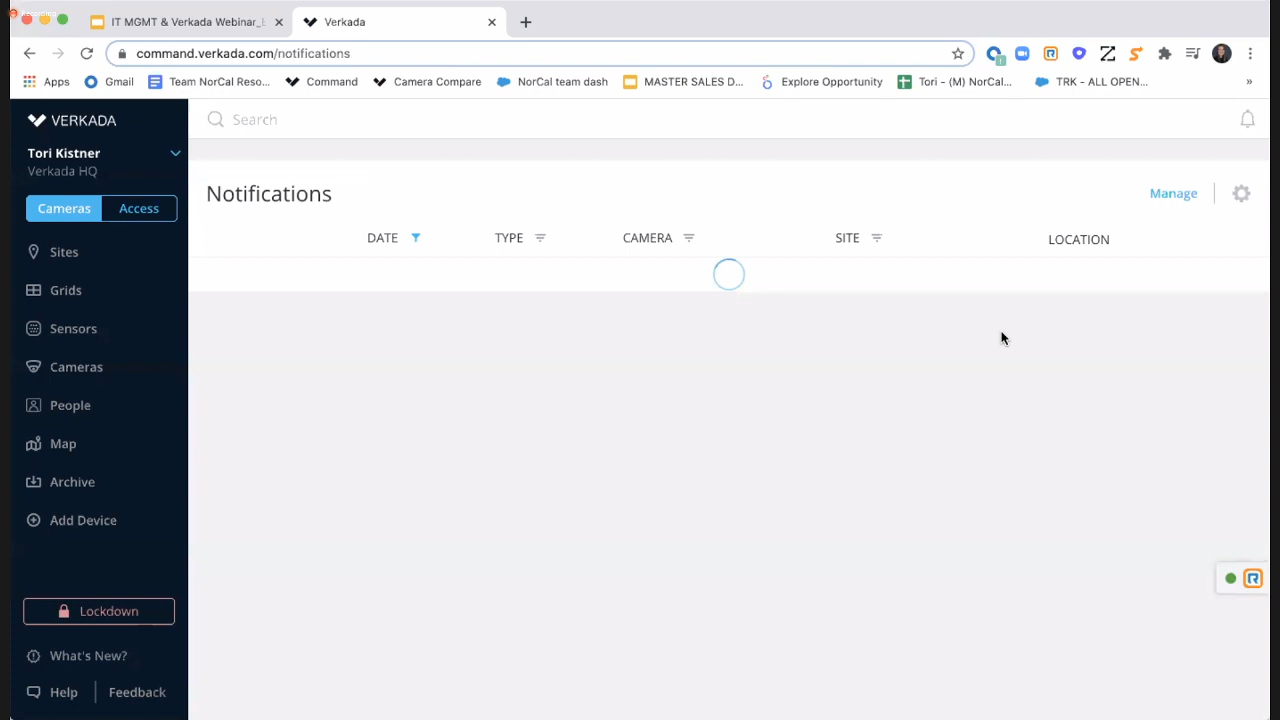 Recording
IT MGMT & Verkada Webinar_
Verkada
command.verkada.com/notifications
Apps
Gmail
Team NorCal Reso...
Command
Camera Compare
NorCal team dash
MASTER SALES D...
Explore Opportunity
Tori - (M) NorCal...
TRK - ALL OPEN...
»
VERKADA
Search
Tori Kistner
Verkada HQ
Cameras
Access
Notifications
Manage
DATE
TYPE
CAMERA
SITE
LOCATION
Sites
Grids
Sensors
Cameras
People
Map
Archive
Add Device
Lockdown
What's New?
Help
Feedback